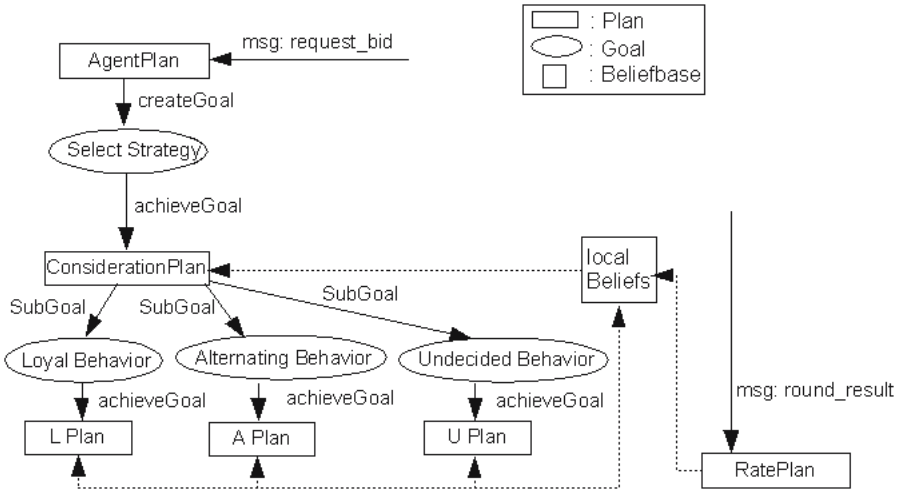 : Plan
: Goal
: Beliefbase
msg: request_bid
AgentPlan
createGoal
Select Strategy
achieveGoal
ConsiderationPlan
local
Beliefs
SubGoal
SubGoal
SubGoal
Loyal Behavior
Alternating Behavior
Undecided Behavior
achieveGoal
achieveGoal
achieveGoal
msg: round_result
L Plan
A Plan
U Plan
RatePlan